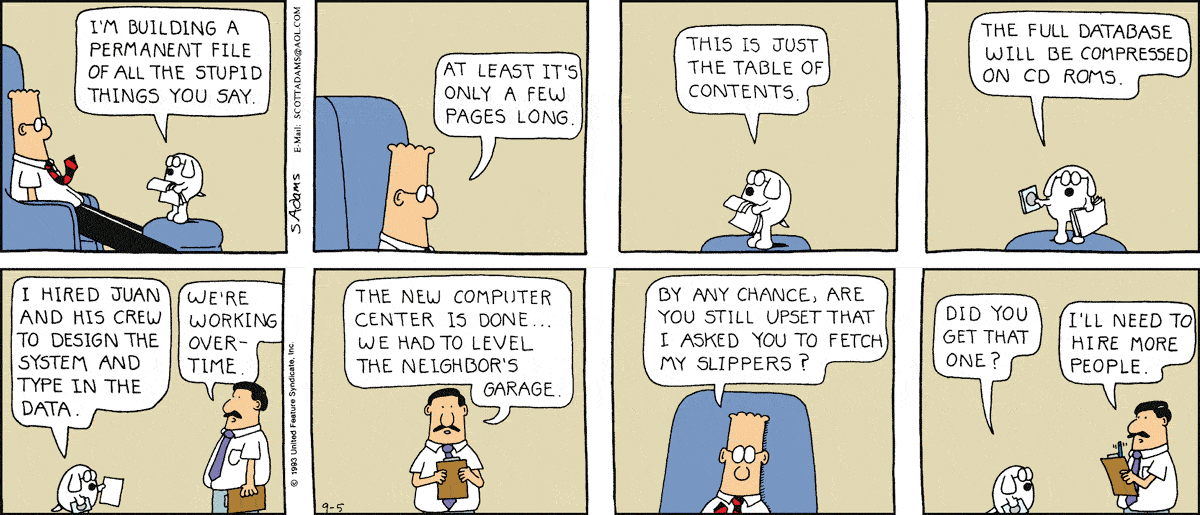 I'M BUILDING A
PERMANENT FILE
OF ALL THE STUPID
THINGS YOU SAY.
S. Adams
E-Mail: SCOTTADAMS@AOL.COM
AT LEAST IT'S
ONLY A FEW
PAGES LONG.
THIS IS JUST
THE TABLE OF
CONTENTS.
THE FULL DATABASE
WILL BE COMPRESSED
ON CD ROMS.
I HIRED JUAN
AND HIS CREW
TO DESIGN THE
SYSTEM AND
TYPE IN THE
DATA.
WE'RE
WORKING
OVER-
TIME.
© 1993 United Feature Syndicate, Inc.
THE NEW COMPUTER
CENTER IS DONE...
WE HAD TO LEVEL
THE NEIGHBOR'S
GARAGE.
9-5
BY ANY CHANCE, ARE
YOU STILL UPSET THAT
I ASKED YOU TO FETCH
MY SLIPPERS?
DID YOU
GET THAT
ONE?
I'LL NEED TO
HIRE MORE
PEOPLE.